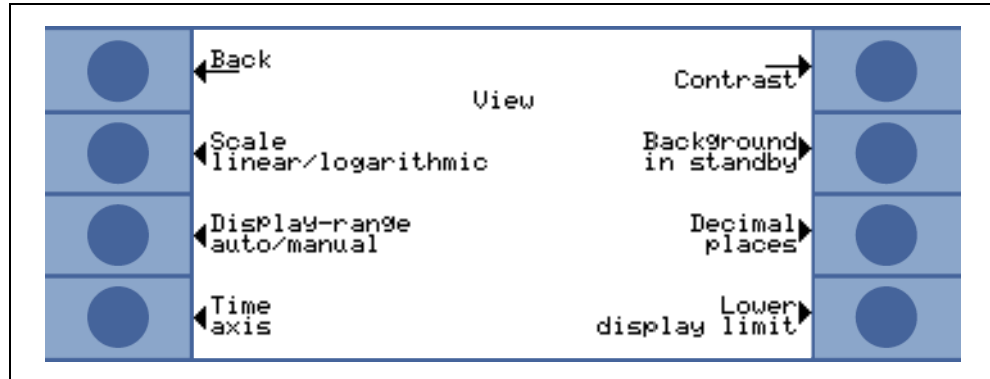 Back
Contrast
View
Scale
linear/logarithmic
Background
in standby
Display-range
auto/manual
Decimal
places
Time
axis
Lower
display limit